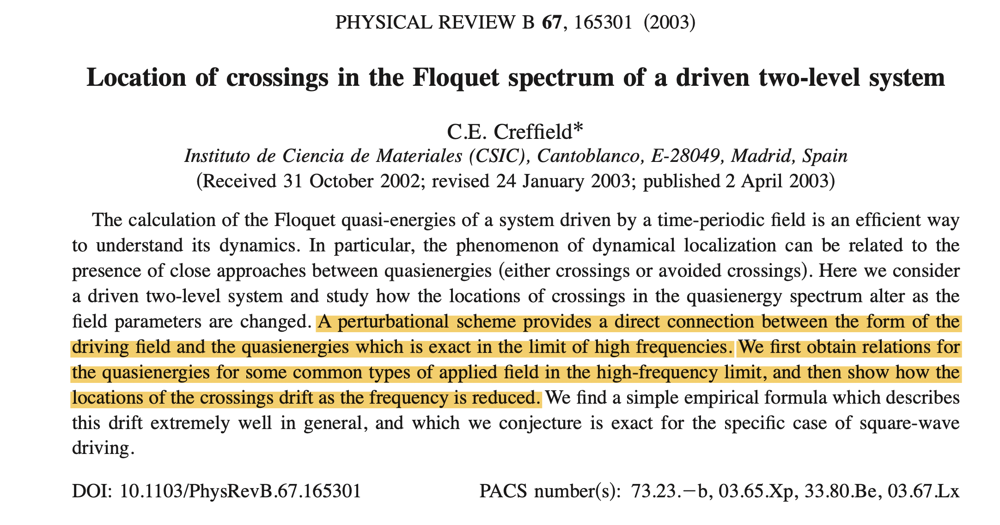 PHYSICAL REVIEW B 67, 165301 (2003)
Location of crossings in the Floquet spectrum of a driven two-level system
C.E. Creffield*
Instituto de Ciencia de Materiales (CSIC), Cantoblanco, E-28049, Madrid, Spain
(Received 31 October 2002; revised 24 January 2003; published 2 April 2003)
The calculation of the Floquet quasi-energies of a system driven by a time-periodic field is an efficient way
to understand its dynamics. In particular, the phenomenon of dynamical localization can be related to the
presence of close approaches between quasienergies (either crossings or avoided crossings). Here we consider
a driven two-level system and study how the locations of crossings in the quasienergy spectrum alter as the
field parameters are changed. A perturbational scheme provides a direct connection between the form of the
driving field and the quasienergies which is exact in the limit of high frequencies. We first obtain relations for
the quasienergies for some common types of applied field in the high-frequency limit, and then show how the
locations of the crossings drift as the frequency is reduced. We find a simple empirical formula which describes
this drift extremely well in general, and which we conjecture is exact for the specific case of square-wave
driving.
DOI: 10.1103/PhysRevB.67.165301 PACS number(s): 73.23.−b, 03.65.Xp, 33.80.Be, 03.67.Lx